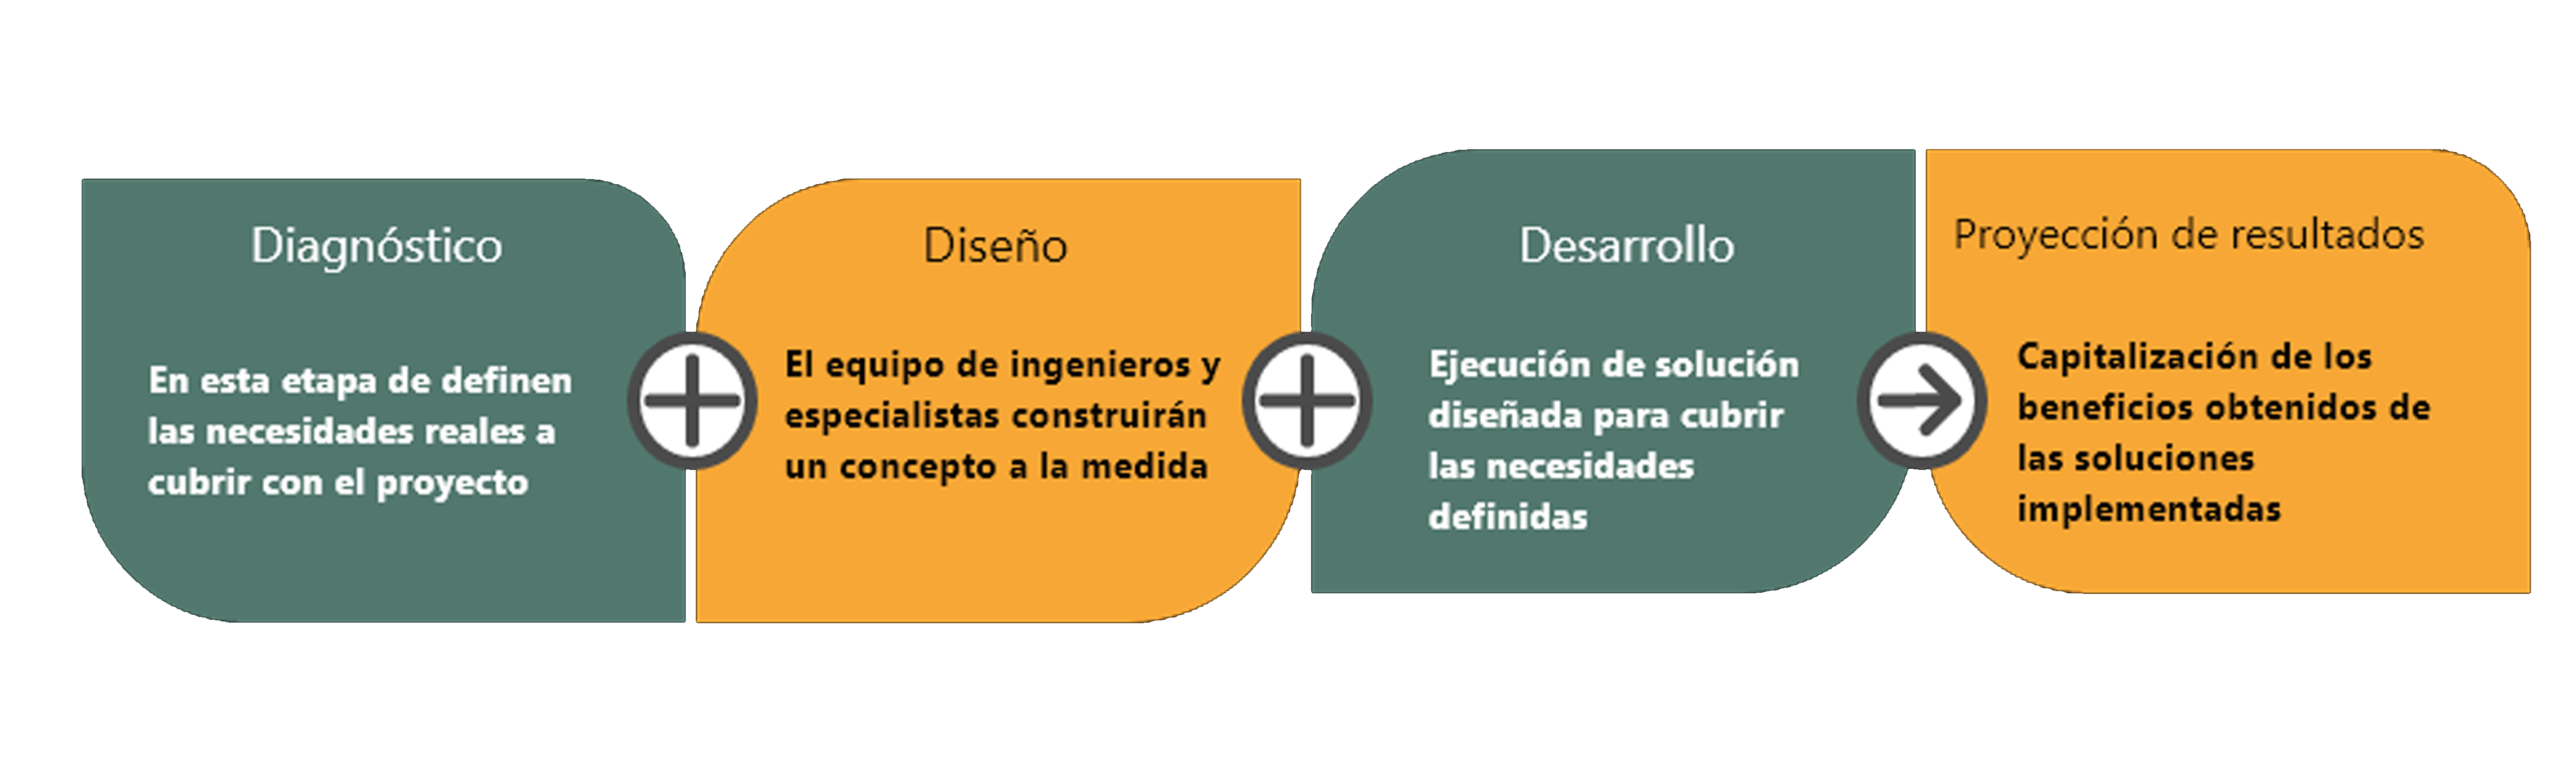 Diagnóstico
En esta etapa de definen
las necesidades reales a
cubrir con el proyecto
Diseño
El equipo de ingenieros y
especialistas construirán
un concepto a la medida
Desarrollo
Ejecución de solución
diseñada para cubrir
las necesidades
definidas
Proyección de resultados
Capitalización de los
beneficios obtenidos de
las soluciones
implementadas